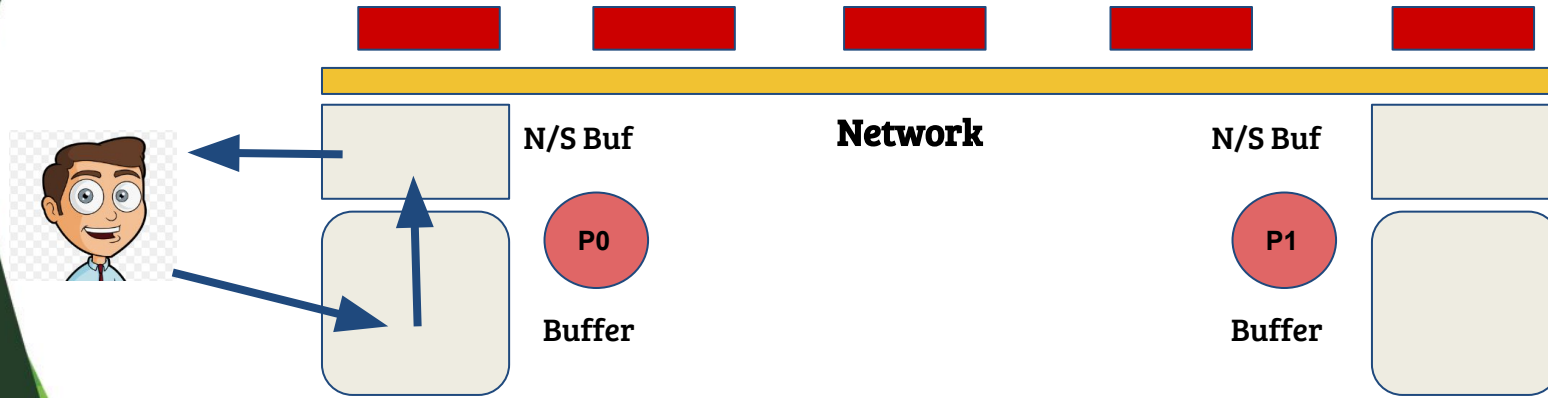 N/S Buf
Network
N/S Buf
P0
P1
Buffer
Buffer